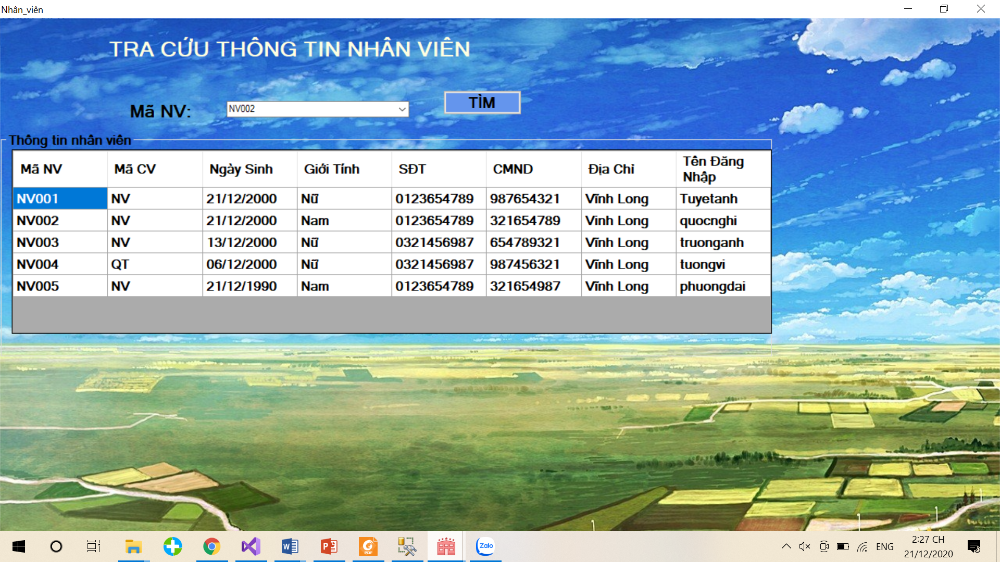 Nhân_viên
TRA CỨU THÔNG TIN NHÂN VIÊN
Mã NV:
NV002
TÌM
Thông tin nhân viên
Mã NV Mã CV Ngày Sinh Giới Tính SĐT CMND Địa Chỉ Tên Đăng Nhập
NV001 NV 21/12/2000 Nữ 0123654789 987654321 Vĩnh Long Tuyetanh
NV002 NV 21/12/2000 Nam 0123654789 321654789 Vinh Long quocnghi
NV003 NV 13/12/2000 Nữ 0321456987 654789321 Vĩnh Long truonganh
NV004 QT 06/12/2000 Nữ 0321456987 987456321 Vĩnh Long tuongvi
NV005 NV 21/12/1990 Nam 0123654789 321654987 Vĩnh Long phuongdai
PDF
Zalo
ENG
2:27 CH
21/12/2020